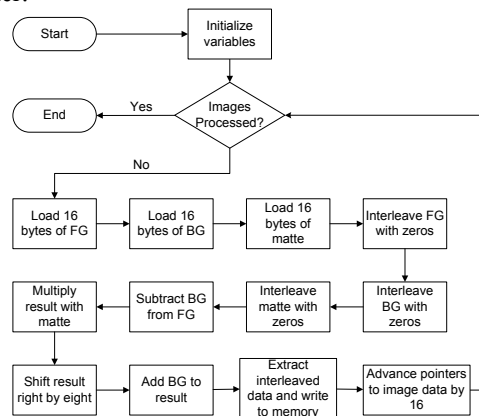 Start
Initialize
variables
End
Yes
Images
Processed?
No
Load 16
bytes of FG
Load 16
bytes of BG
Load 16
bytes of
matte
Interleave FG
with zeros
Multiply
result with
matte
Subtract BG
from FG
Interleave
matte with
zeros
Interleave
BG with
zeros
Shift result
right by eight
Add BG to
result
Extract
interleaved
data and write
to memory
Advance pointers
to image data by
16